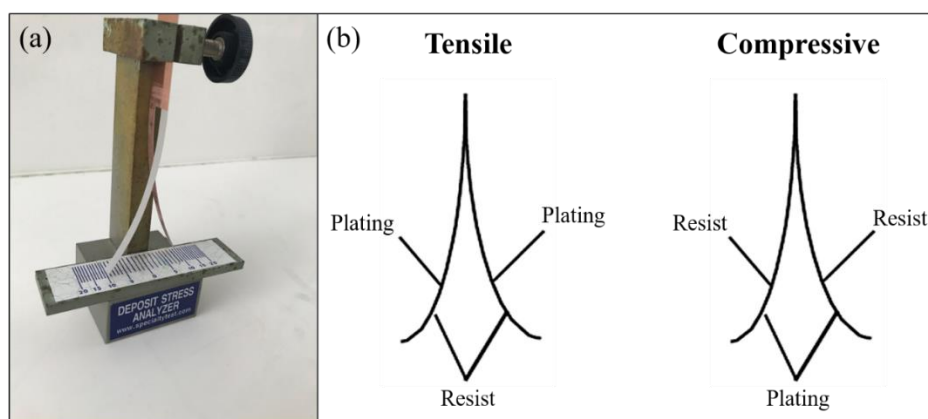 (a)
DEPOSIT STRESS
ANALYZER
www.specialtytest.com
(b)
Tensile
Plating
Plating
Resist
Compressive
Resist
Resist
Plating